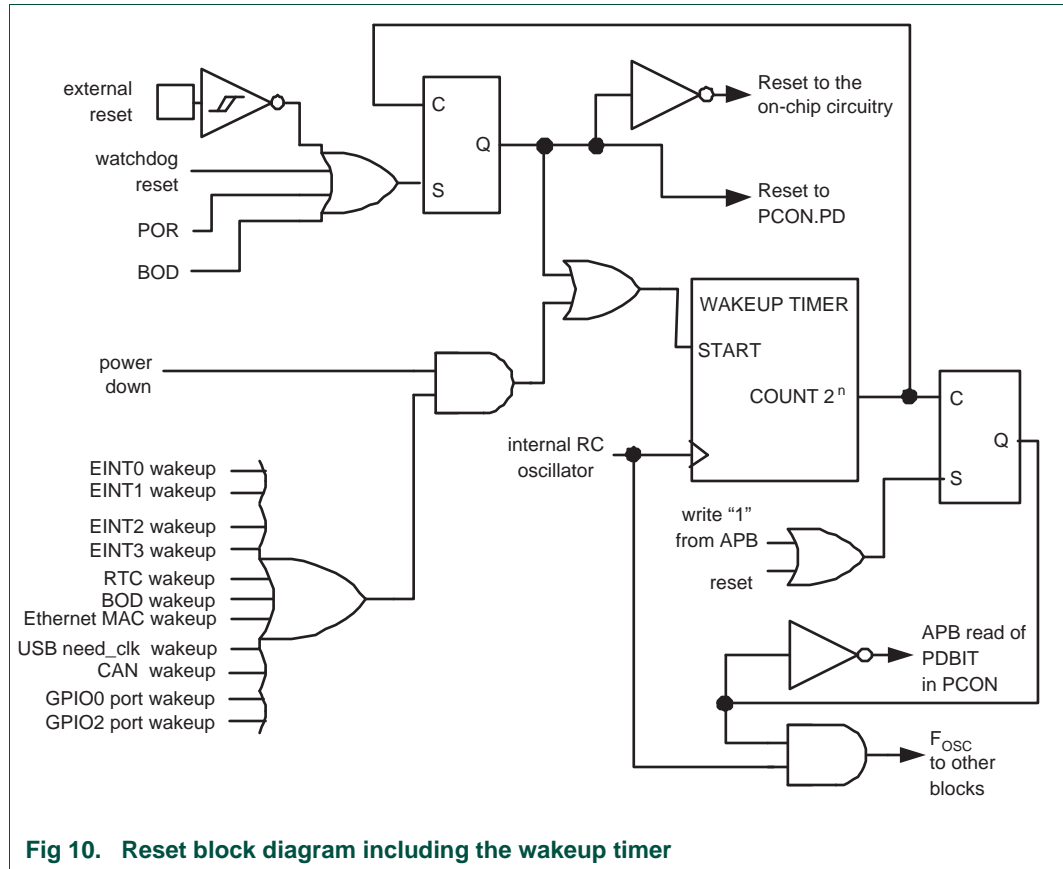 external
reset
watchdog
reset
POR
BOD
C
Q
S
Reset to the
on-chip circuitry
Reset to
PCON.PD
power
down
WAKEUP TIMER
START
COUNT 2^n
internal RC
oscillator
C
Q
S
EINT0 wakeup
EINT1 wakeup
EINT2 wakeup
EINT3 wakeup
RTC wakeup
BOD wakeup
Ethernet MAC wakeup
USB need_clk wakeup
CAN wakeup
GPIO0 port wakeup
GPIO2 port wakeup
write “1”
from APB
reset
APB read of
PDBIT
in PCON
FOSC
to other
blocks
Fig 10. Reset block diagram including the wakeup timer